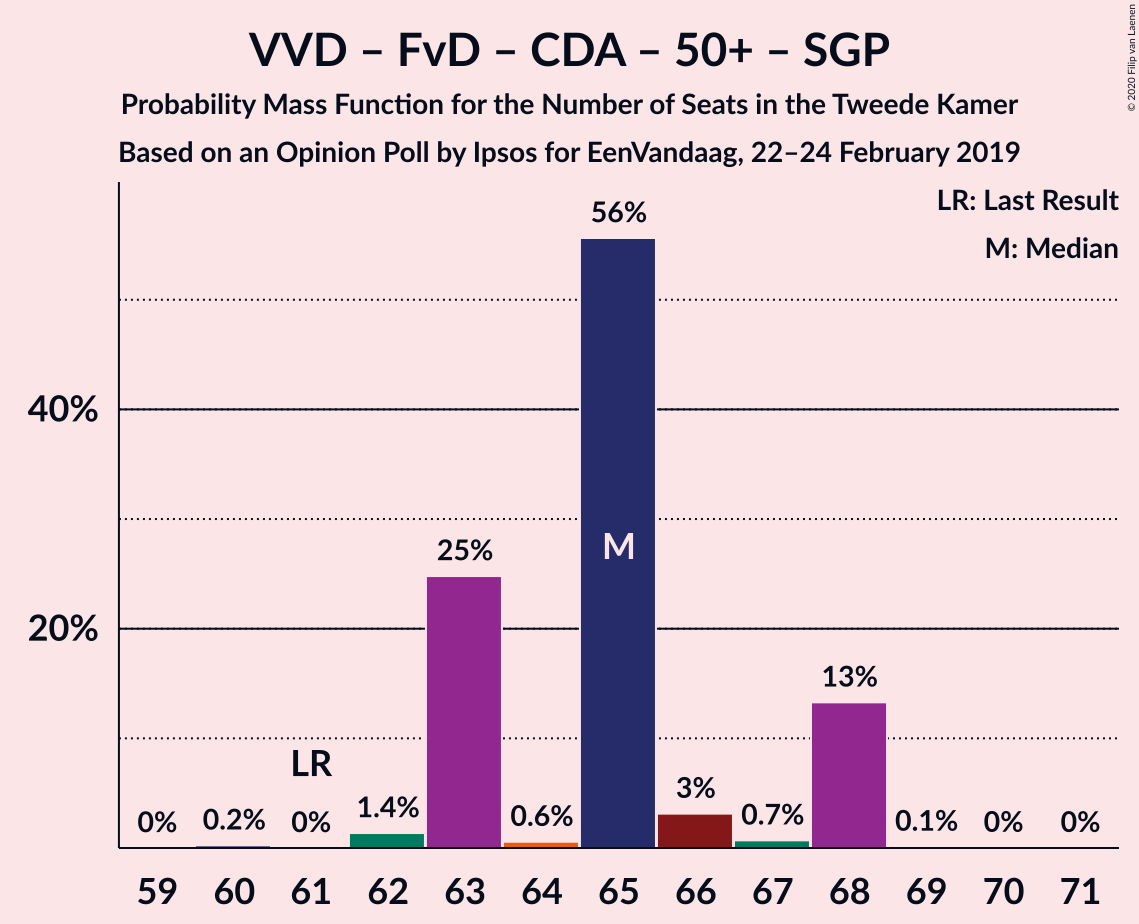 VVD – FvD – CDA – 50+ – SGP
Probability Mass Function for the Number of Seats in the Tweede Kamer
Based on an Opinion Poll by Ipsos for EenVandaag, 22–24 February 2019
© 2020 Filip van Laenen
LR: Last Result
M: Median
56%
40%
M
25%
20%
13%
LR
3%
0% 0.2% 0% 1.4% 0.6% 0.7% 0.1% 0% 0%
59 60 61 62 63 64 65 66 67 68 69 70 71